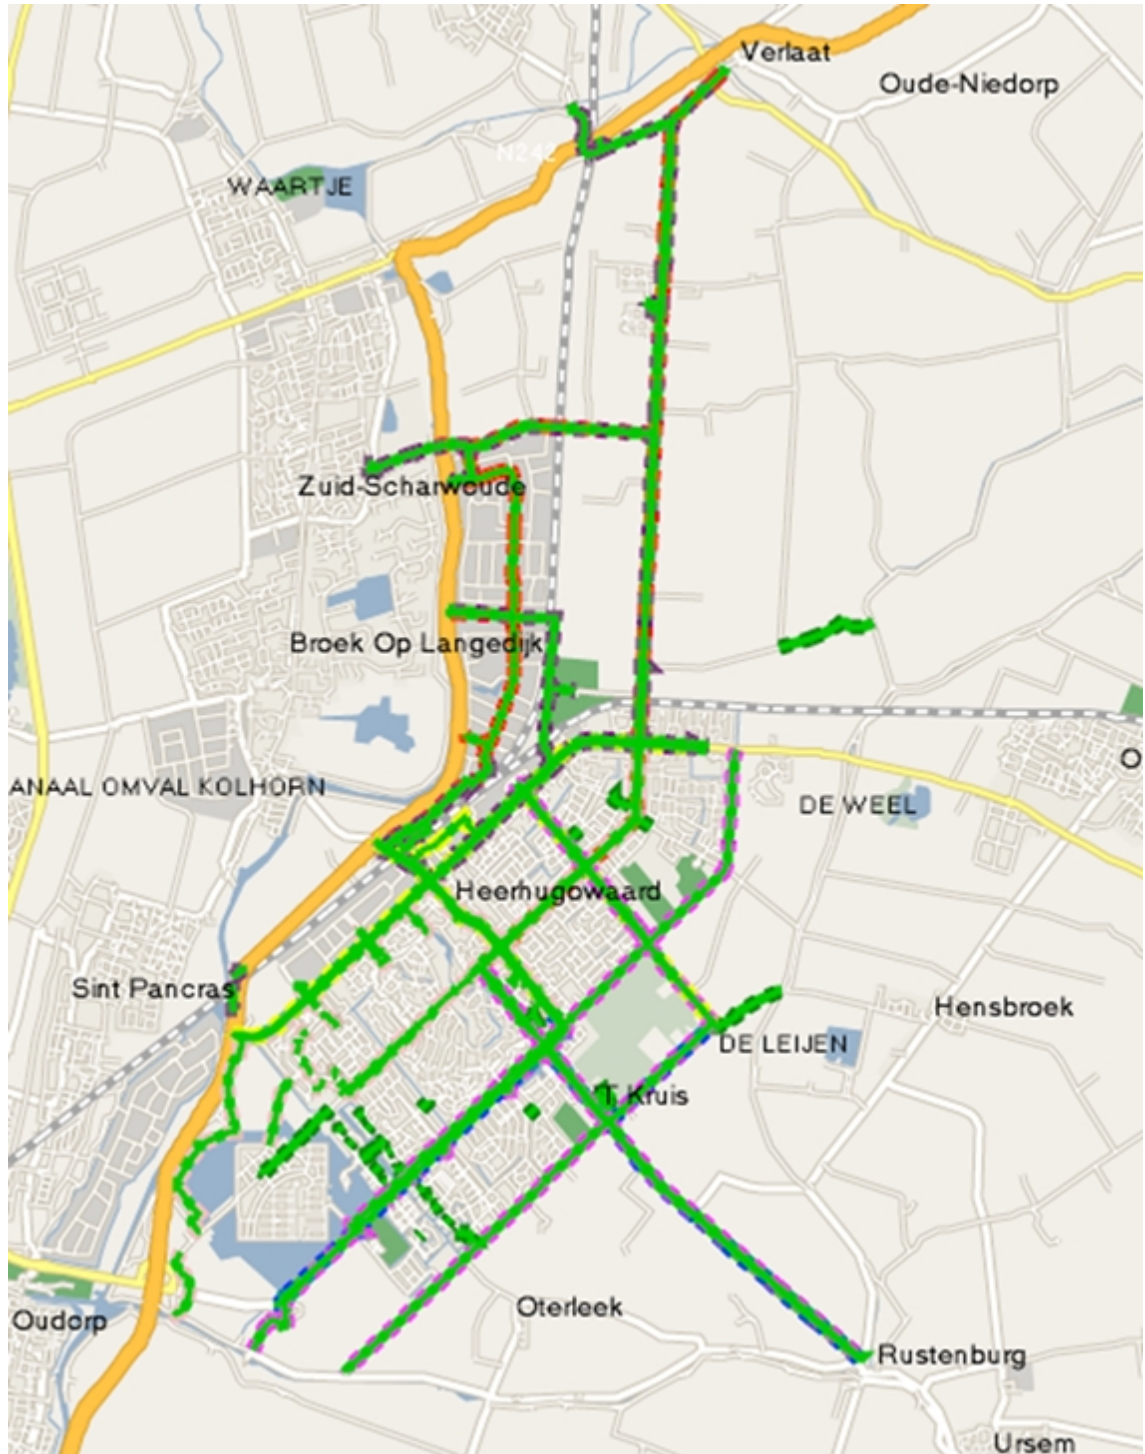 Verlaat
Oude-Niedorp
N242
WAARTJE
Zuid-Scharwoude
Broek Op Langedijk
ANAAL OMVAL KOLHORN
O
DE WEEL
Heerhugowaard
Sint Pancras
Hensbroek
DE LEIJEN
'T Kruis
Oterleek
Oudorp
Rustenburg
Ursem